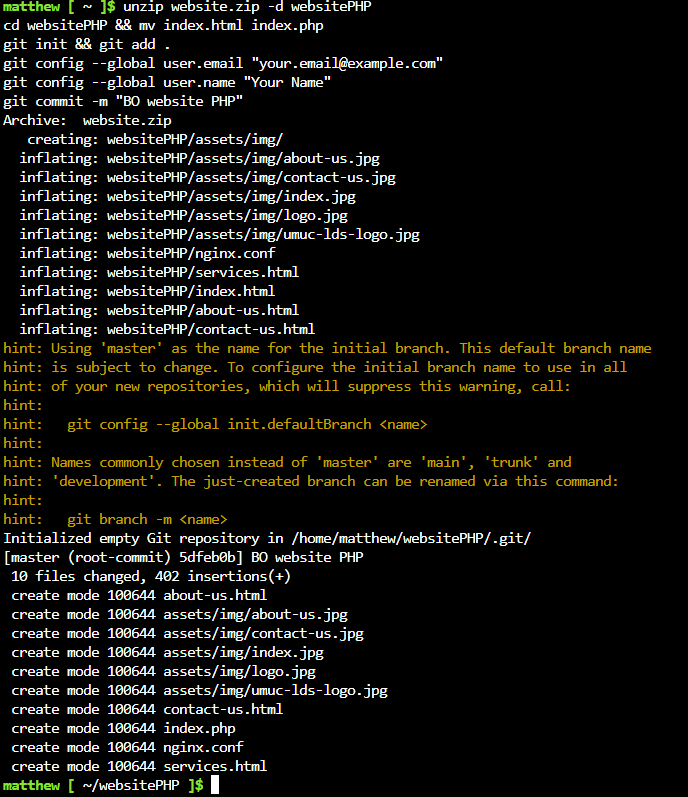 matthew [ ~ ]$ unzip website.zip -d websitePHP
cd websitePHP && mv index.html index.php
git init && git add .
git config --global user.email "your.email@example.com"
git config --global user.name "Your Name"
git commit -m "BO website PHP"
Archive:  website.zip
   creating: websitePHP/assets/img/
  inflating: websitePHP/assets/img/about-us.jpg
  inflating: websitePHP/assets/img/contact-us.jpg
  inflating: websitePHP/assets/img/index.jpg
  inflating: websitePHP/assets/img/logo.jpg
  inflating: websitePHP/assets/img/umuc-lds-logo.jpg
  inflating: websitePHP/nginx.conf
  inflating: websitePHP/services.html
  inflating: websitePHP/index.html
  inflating: websitePHP/about-us.html
  inflating: websitePHP/contact-us.html
hint: Using 'master' as the name for the initial branch. This default branch name
hint: is subject to change. To configure the initial branch name to use in all
hint: of your new repositories, which will suppress this warning, call:
hint:
hint:   git config --global init.defaultBranch <name>
hint:
hint: Names commonly chosen instead of 'master' are 'main', 'trunk' and
hint: 'development'. The just-created branch can be renamed via this command:
hint:
hint:   git branch -m <name>
Initialized empty Git repository in /home/matthew/websitePHP/.git/
[master (root-commit) 5dfeb0b] BO website PHP
 10 files changed, 402 insertions(+)
 create mode 100644 about-us.html
 create mode 100644 assets/img/about-us.jpg
 create mode 100644 assets/img/contact-us.jpg
 create mode 100644 assets/img/index.jpg
 create mode 100644 assets/img/logo.jpg
 create mode 100644 assets/img/umuc-lds-logo.jpg
 create mode 100644 contact-us.html
 create mode 100644 index.php
 create mode 100644 nginx.conf
 create mode 100644 services.html
matthew [ ~/websitePHP ]$